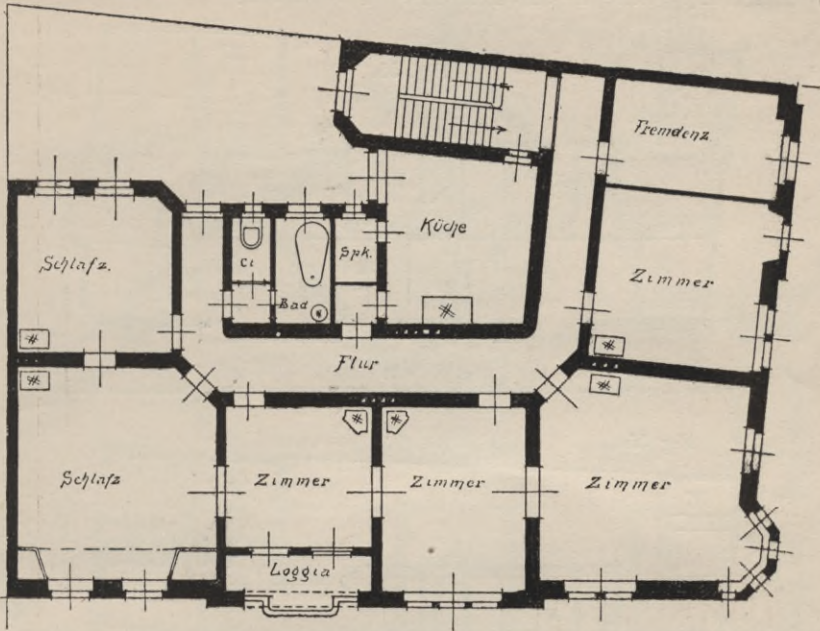 Fremdenz.
Küche
Schlafz.
Cl
Bad
Spk.
Zimmer
Flur
Schlafz
Zimmer
Zimmer
Zimmer
Loggia